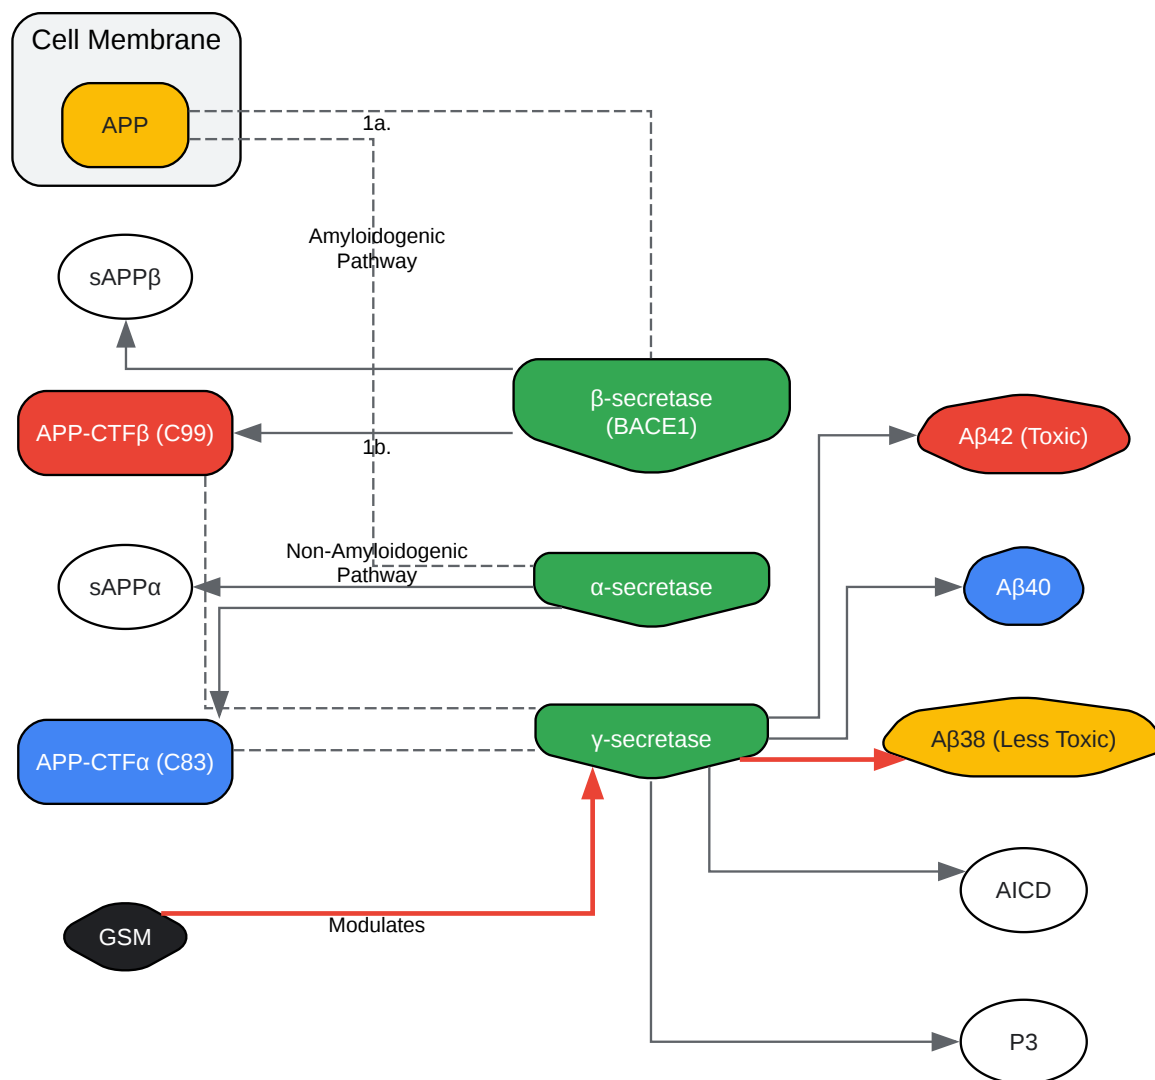 Cell Membrane
APP
1a.
Amyloidogenic
Pathway
sAPPβ
β-secretase
(BACE1)
APP-CTFβ (C99)
1b.
Aβ42 (Toxic)
Non-Amyloidogenic
Pathway
sAPPα
α-secretase
Aβ40
γ-secretase
Aβ38 (Less Toxic)
APP-CTFα (C83)
AICD
Modulates
GSM
P3